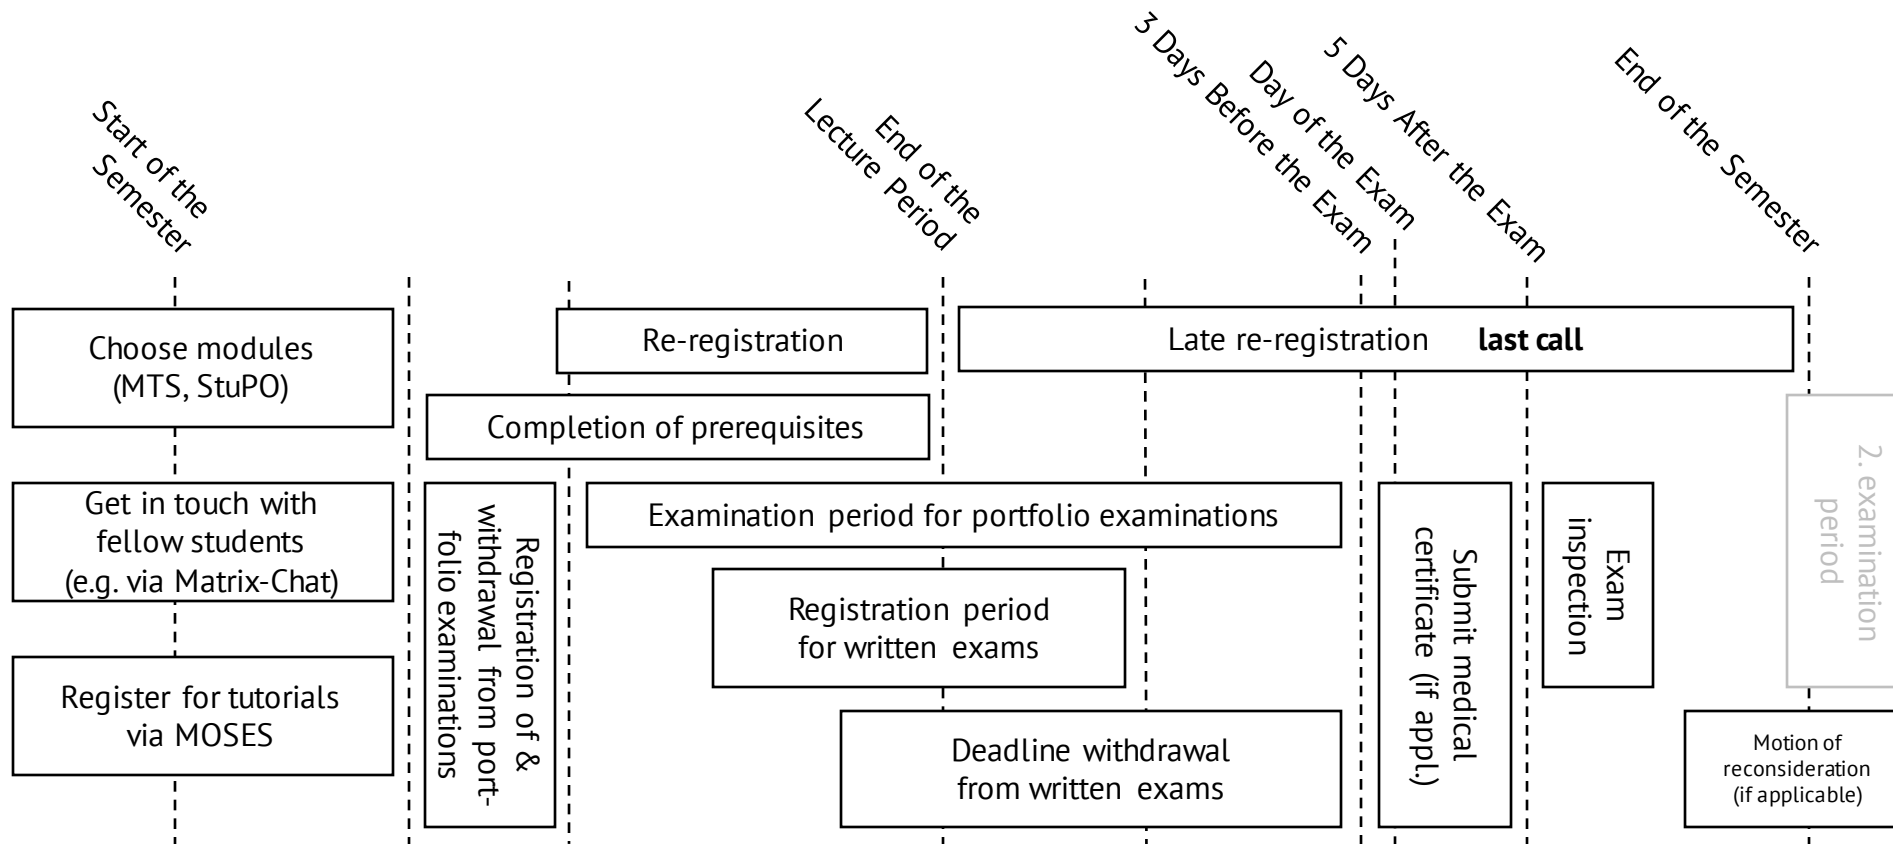 Start of the
Semester
End of the
Lecture Period
3 Days Before the Exam
Day of the Exam
5 Days After the Exam
End of the Semester
Choose modules
(MTS, StuPO)
Re-registration
Late re-registration last call
Completion of prerequisites
Get in touch with
fellow students
(e.g. via Matrix-Chat)
Registration of &
withdrawal from port-
folio examinations
Examination period for portfolio examinations
Registration period
for written exams
Submit medical
certificate (if appl.)
Exam
inspection
2. examination
period
Register for tutorials
via MOSES
Deadline withdrawal
from written exams
Motion of
reconsideration
(if applicable)